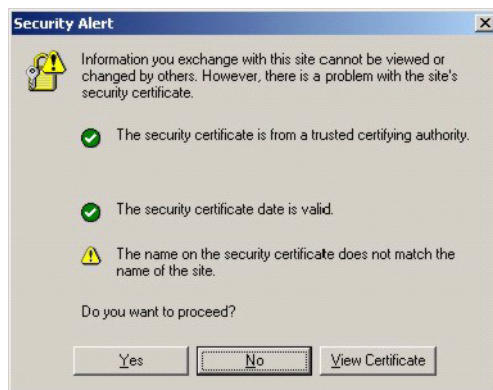 Security Alert
Information you exchange with this site cannot be viewed or
changed by others. However, there is a problem with the site's
security certificate.
The security certificate is from a trusted certifying authority.
The security certificate date is valid.
The name on the security certificate does not match the
name of the site.
Do you want to proceed?
Yes No View Certificate